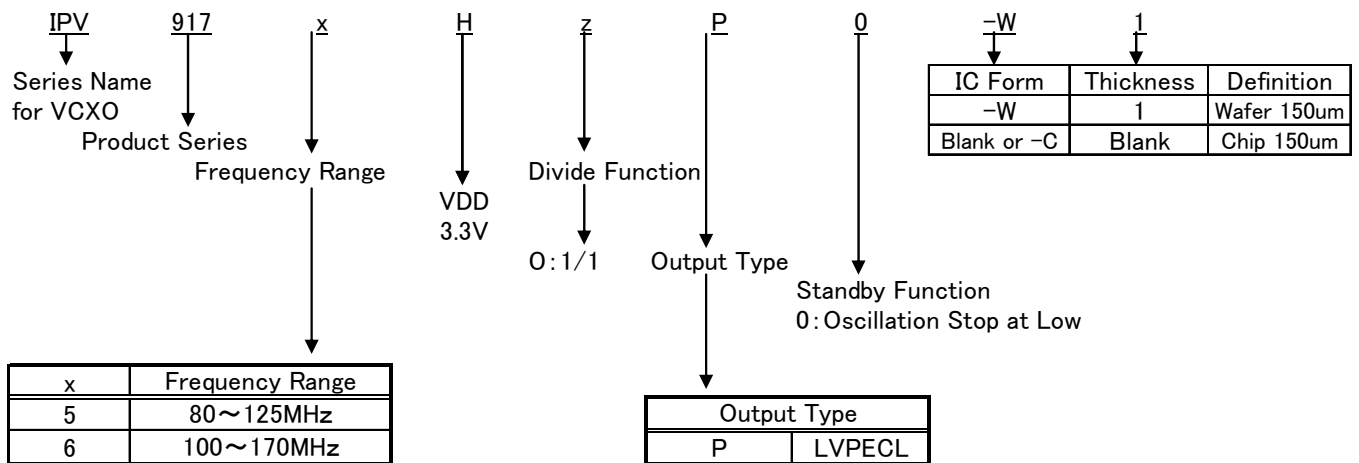 IPV 917 x H z P 0 -W 1
Series Name
for VCXO
Product Series
Frequency Range
VDD
3.3V
Divide Function
O:1/1
Output Type
Standby Function
0:Oscillation Stop at Low
IC Form Thickness Definition
-W 1 Wafer 150um
Blank or -C Blank Chip 150um
x Frequency Range
5 80～125MHz
6 100～170MHz
Output Type
P LVPECL